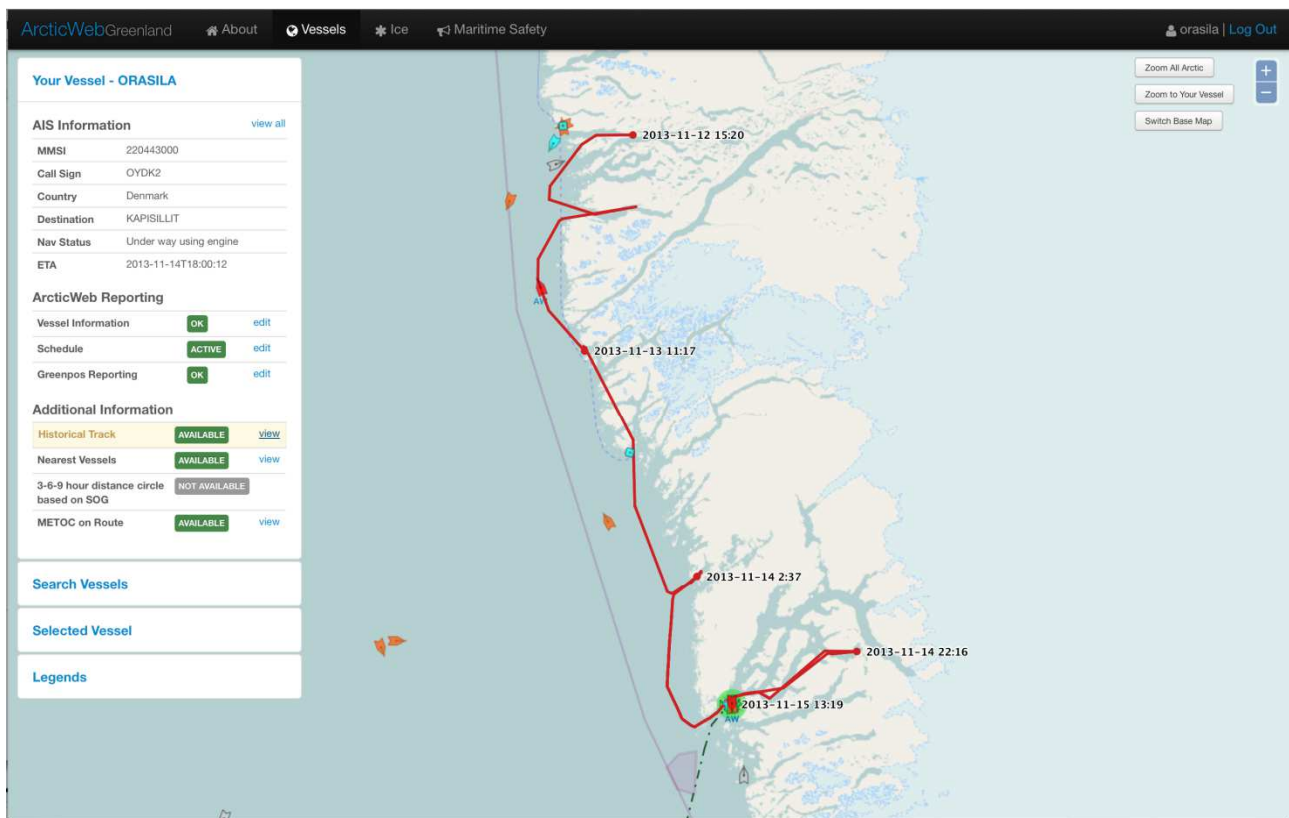 ArcticWebGreenland About Vessels Ice Maritime Safety orasila | Log Out
Your Vessel - ORASILA
AIS Information view all
MMSI 220443000
Call Sign OYDK2
Country Denmark
Destination KAPISILLIT
Nav Status Under way using engine
ETA 2013-11-14T18:00:12
ArcticWeb Reporting
Vessel Information OK edit
Schedule ACTIVE edit
Greenpos Reporting OK edit
Additional Information
Historical Track AVAILABLE view
Nearest Vessels AVAILABLE view
3-6-9 hour distance circle NOT AVAILABLE
based on SOG
METOC on Route AVAILABLE view
Search Vessels
Selected Vessel
Legends
Zoom All Arctic
Zoom to Your Vessel
Switch Base Map
+
−
2013-11-12 15:20
AW
2013-11-13 11:17
2013-11-14 2:37
2013-11-14 22:16
2013-11-15 13:19
AW